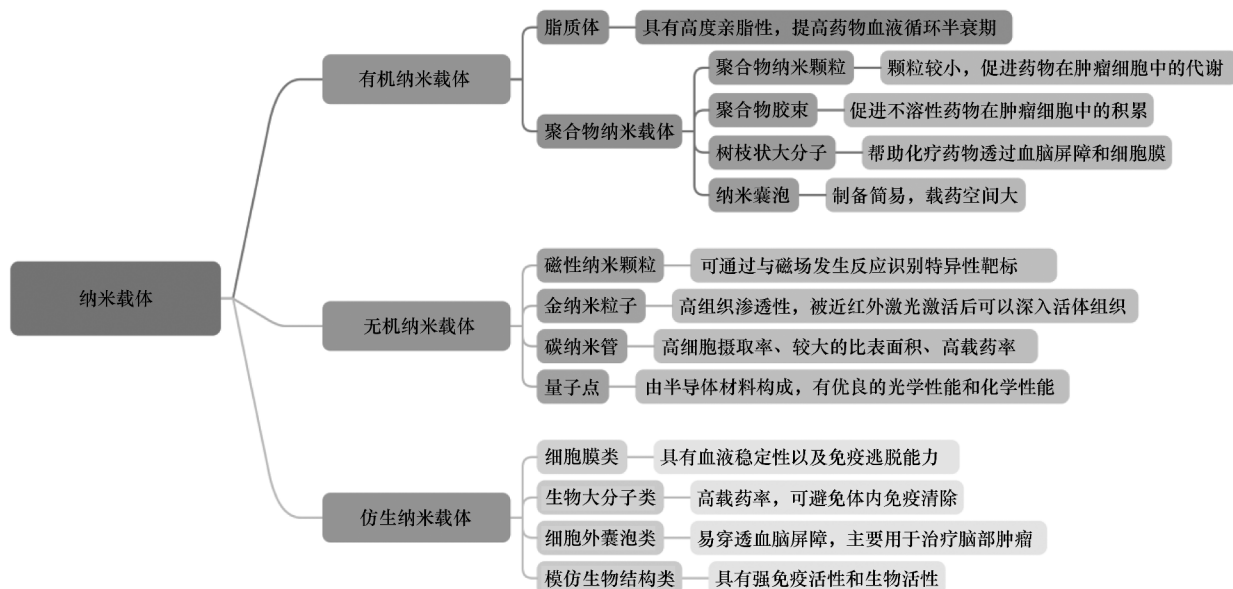 纳米载体
有机纳米载体
脂质体
具有高度亲脂性，提高药物血液循环半衰期
聚合物纳米载体
聚合物纳米颗粒
颗粒较小，促进药物在肿瘤细胞中的代谢
聚合物胶束
促进不溶性药物在肿瘤细胞中的积累
树枝状大分子
帮助化疗药物透过血脑屏障和细胞膜
纳米囊泡
制备简易，载药空间大
无机纳米载体
磁性纳米颗粒
可通过与磁场发生反应识别特异性靶标
金纳米粒子
高组织渗透性，被近红外激光激活后可以深入活体组织
碳纳米管
高细胞摄取率、较大的比表面积、高载药率
量子点
由半导体材料构成，有优良的光学性能和化学性能
仿生纳米载体
细胞膜类
具有血液稳定性以及免疫逃脱能力
生物大分子类
高载药率，可避免体内免疫清除
细胞外囊泡类
易穿透血脑屏障，主要用于治疗脑部肿瘤
模仿生物结构类
具有强免疫活性和生物活性